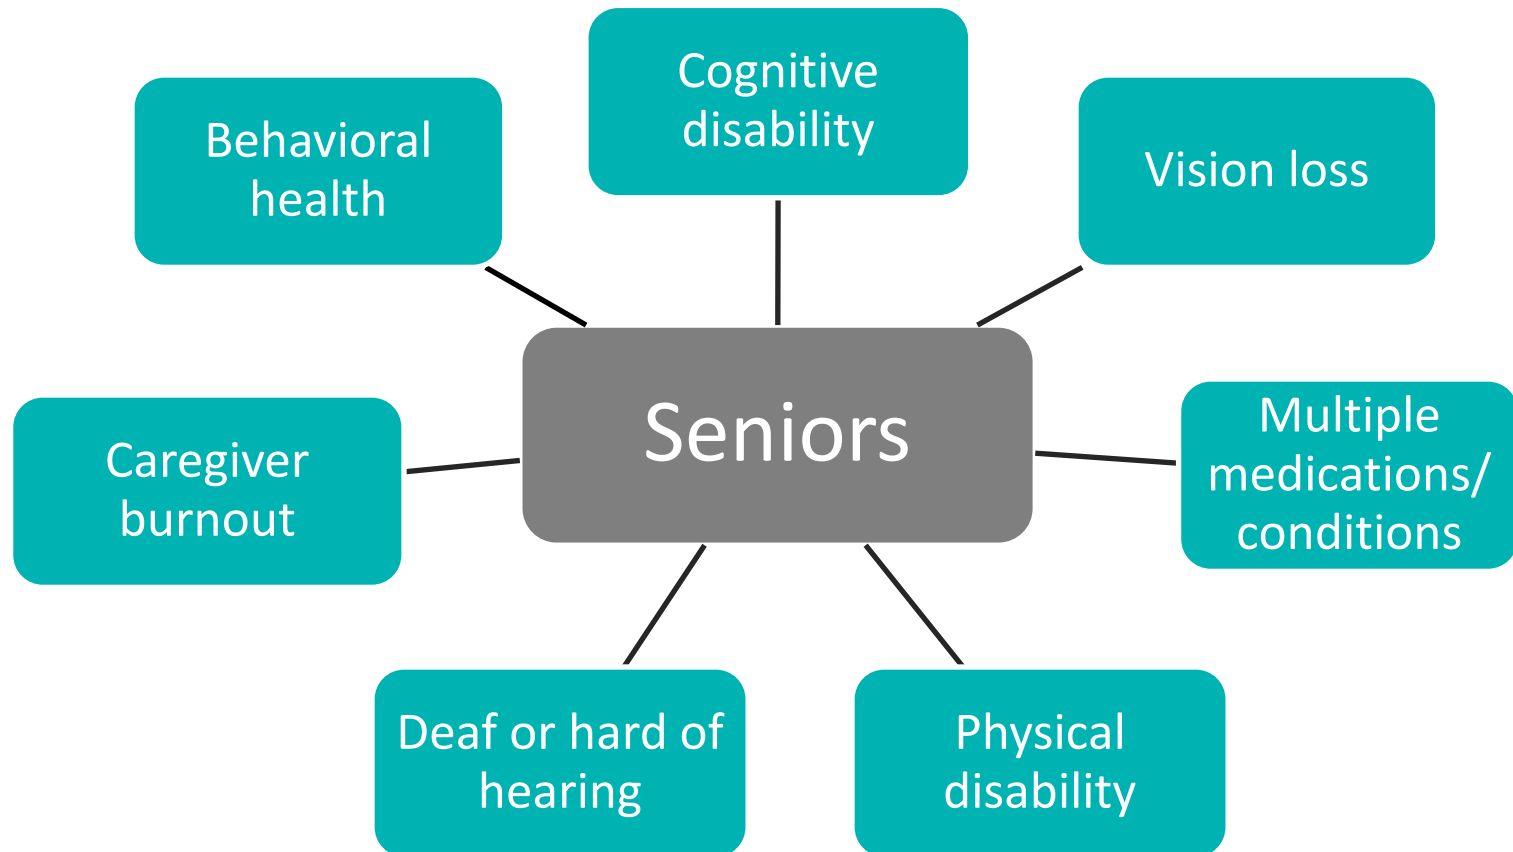 Cognitive
disability
Behavioral
health
Vision loss
Seniors
Multiple
medications/
conditions
Caregiver
burnout
Deaf or hard of
hearing
Physical
disability